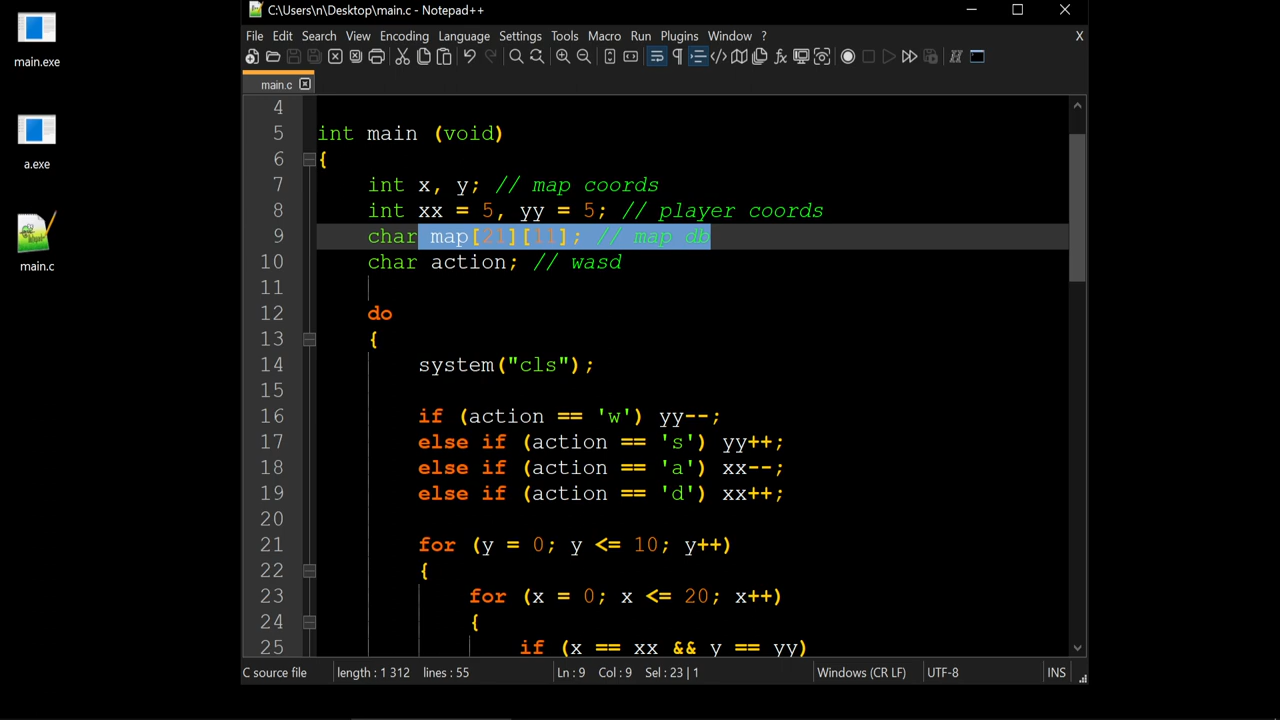 C:\Users\n\Desktop\main.c - Notepad++
File Edit Search View Encoding Language Settings Tools Macro Run Plugins Window ? X
main.c
4
5 int main (void)
6 {
7 int x, y; // map coords
8 int xx = 5, yy = 5; // player coords
9 char map[21][11]; // map db
10 char action; // wasd
11
12 do
13 {
14 system("cls");
15
16 if (action == 'w') yy--;
17 else if (action == 's') yy++;
18 else if (action == 'a') xx--;
19 else if (action == 'd') xx++;
20
21 for (y = 0; y <= 10; y++)
22 {
23 for (x = 0; x <= 20; x++)
24 {
25 if (x == xx && y == yy)
C source file length : 1 312 lines : 55 Ln : 9 Col : 9 Sel : 23 | 1 Windows (CR LF) UTF-8 INS
main.exe
a.exe
main.c